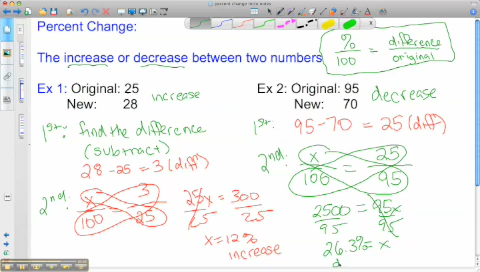 percent change intro video
Percent Change:
% / 100 = difference / original
The increase or decrease between two numbers
Ex 1: Original: 25
New: 28
increase
1st: find the difference
(subtract)
28 - 25 = 3 (diff)
2nd: x / 100 = 3 / 25
25x / 25 = 300 / 25
x = 12%
increase
Ex 2: Original: 95
New: 70
decrease
1st:
95 - 70 = 25 (diff)
2nd: x / 100 = 25 / 95
2500 / 95 = 95x / 95
26.3% = x